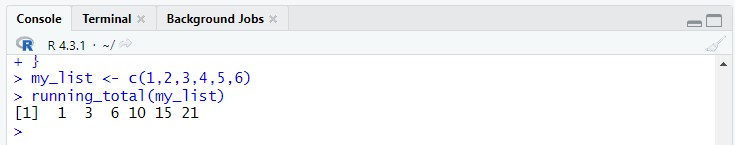 Console Terminal × Background Jobs ×
R R 4.3.1 · ~/
+ }
> my_list <- c(1,2,3,4,5,6)
> running_total(my_list)
[1]  1  3  6 10 15 21
>